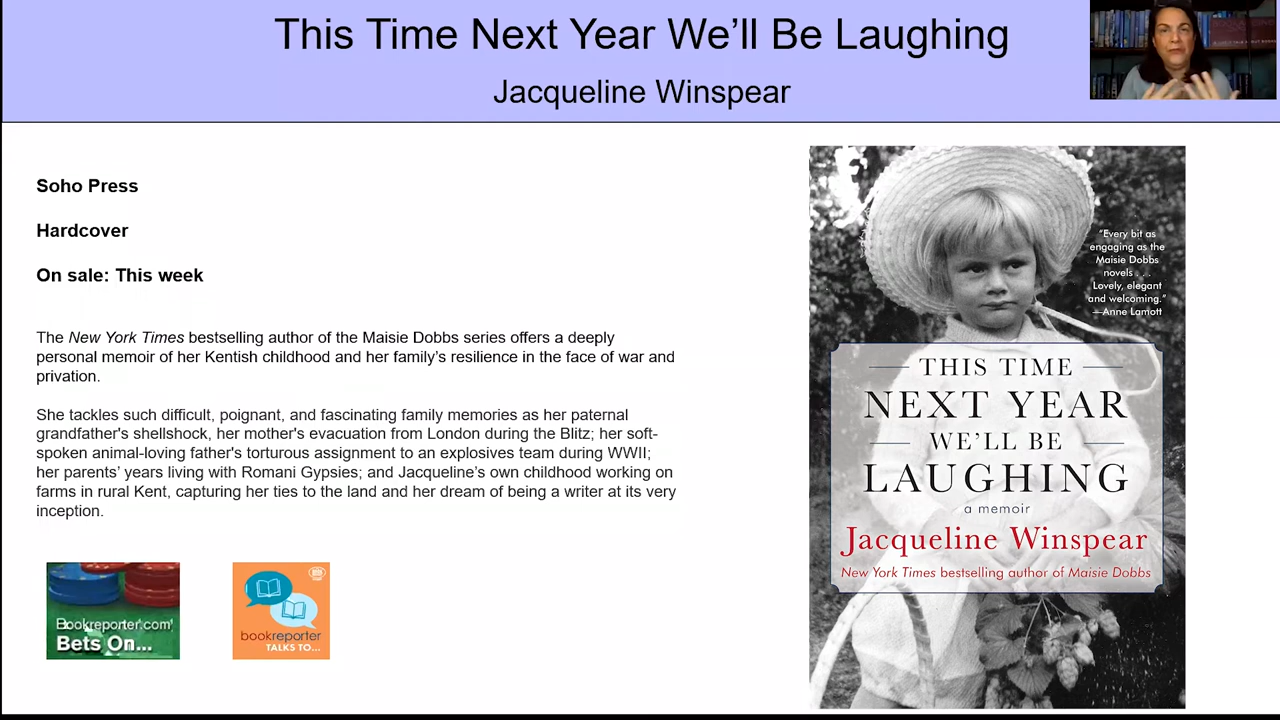 This Time Next Year We'll Be Laughing
Jacqueline Winspear
Soho Press
Hardcover
On sale: This week
The New York Times bestselling author of the Maisie Dobbs series offers a deeply
personal memoir of her Kentish childhood and her family's resilience in the face of war and
privation.
She tackles such difficult, poignant, and fascinating family memories as her paternal
grandfather's shellshock, her mother's evacuation from London during the Blitz; her soft-
spoken animal-loving father's torturous assignment to an explosives team during WWII;
her parents' years living with Romani Gypsies; and Jacqueline's own childhood working on
farms in rural Kent, capturing her ties to the land and her dream of being a writer at its very
inception.
Bookreporter.com'
Bets On...
bookreporter
TALKS TO...
"Every bit as
engaging as the
Maisie Dobbs
novels . . .
Lovely, elegant
and welcoming."
—Anne Lamott
THIS TIME
NEXT YEAR
WE'LL BE
LAUGHING
a memoir
Jacqueline Winspear
New York Times bestselling author of Maisie Dobbs